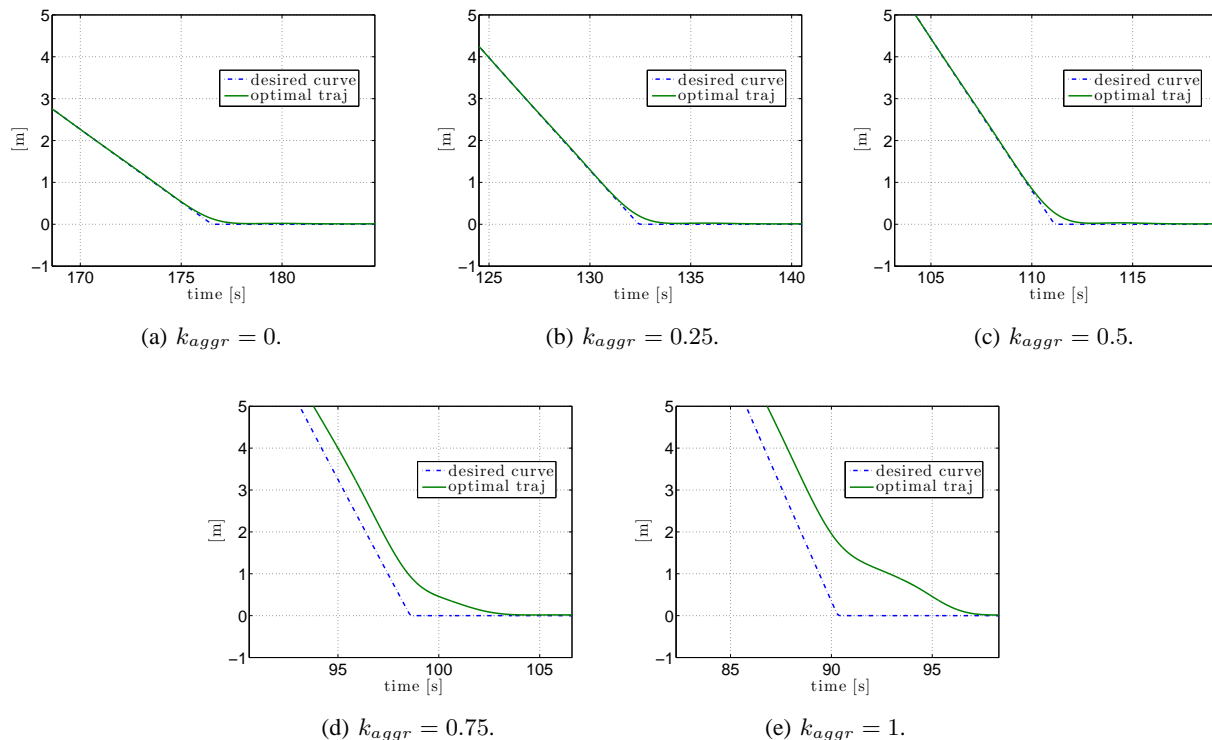 5
4
3
2
1
0
−1
[m]
170 175 180
time [s]
desired curve
optimal traj
(a) k_aggr = 0.
5
4
3
2
1
0
−1
[m]
125 130 135 140
time [s]
desired curve
optimal traj
(b) k_aggr = 0.25.
5
4
3
2
1
0
−1
[m]
105 110 115
time [s]
desired curve
optimal traj
(c) k_aggr = 0.5.
5
4
3
2
1
0
−1
[m]
95 100 105
time [s]
desired curve
optimal traj
(d) k_aggr = 0.75.
5
4
3
2
1
0
−1
[m]
85 90 95
time [s]
desired curve
optimal traj
(e) k_aggr = 1.